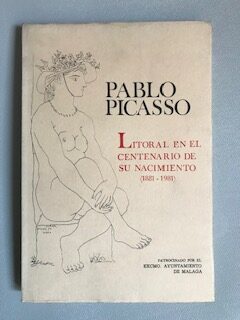 PABLO
PICASSO
LITORAL EN EL
CENTENARIO DE
SU NACIMIENTO
(1881-1981)
PATROCINADO POR EL
EXCMO. AYUNTAMIENTO
DE MALAGA